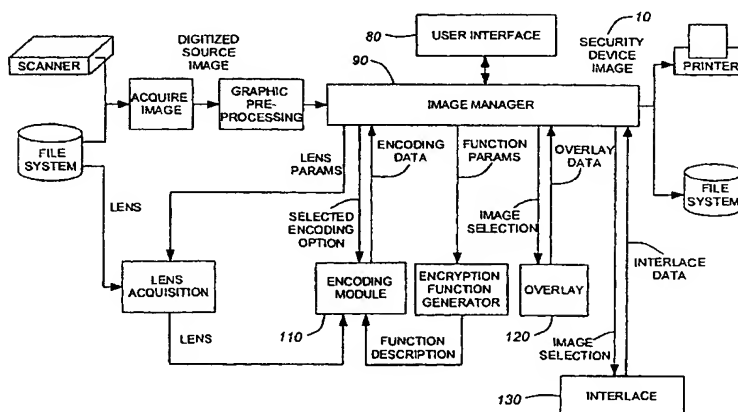 SCANNER
FILE
SYSTEM
DIGITIZED
SOURCE
IMAGE
ACQUIRE
IMAGE
GRAPHIC
PRE-
PROCESSING
80
USER INTERFACE
90
IMAGE MANAGER
10
SECURITY
DEVICE
IMAGE
PRINTER
FILE
SYSTEM
LENS
LENS
PARAMS
ENCODING
DATA
FUNCTION
PARAMS
OVERLAY
DATA
SELECTED
ENCODING
OPTION
IMAGE
SELECTION
INTERLACE
DATA
LENS
ACQUISITION
ENCODING
MODULE
110
ENCRYPTION
FUNCTION
GENERATOR
OVERLAY
120
LENS
FUNCTION
DESCRIPTION
IMAGE
SELECTION
130
INTERLACE